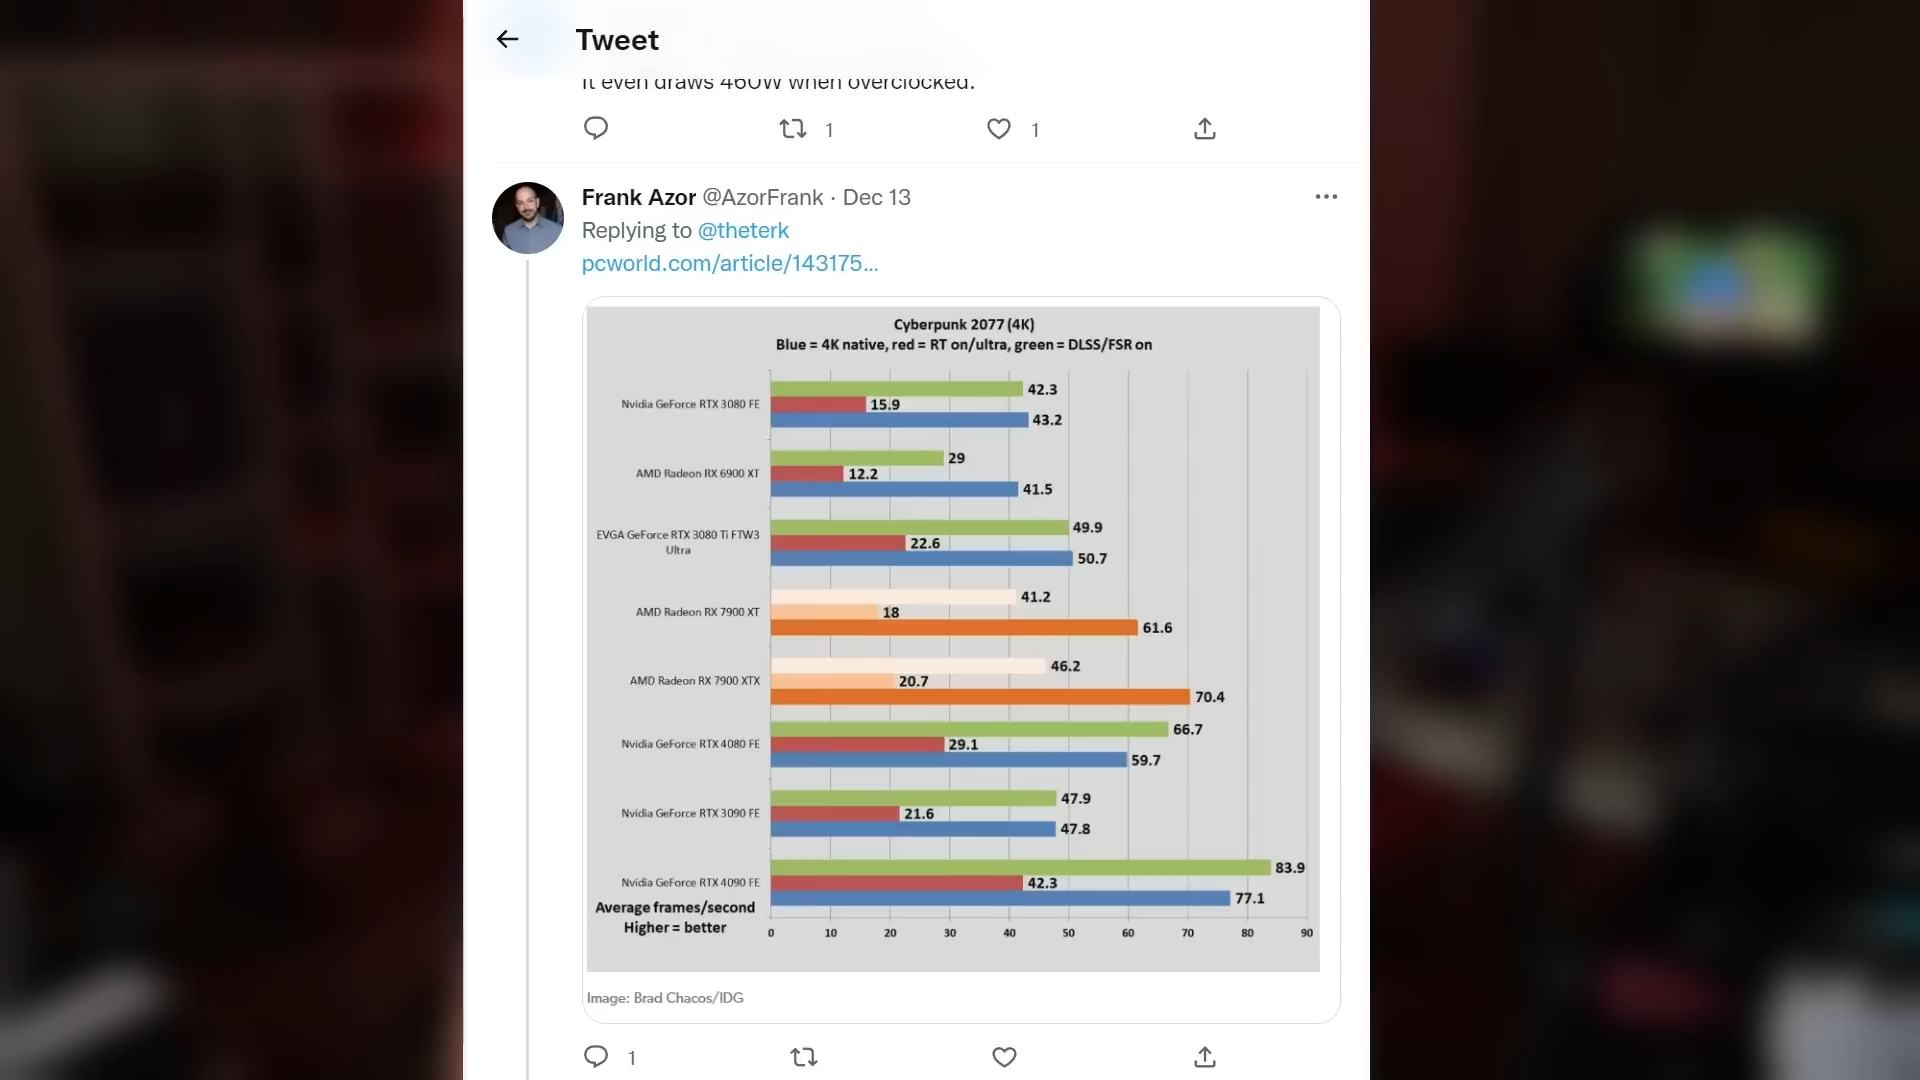 Tweet
It even draws 460W when overclocked.
1 1
Frank Azor @AzorFrank · Dec 13
Replying to @theterk
pcworld.com/article/143175...
Cyberpunk 2077 (4K)
Blue = 4K native, red = RT on/ultra, green = DLSS/FSR on
42.3
Nvidia GeForce RTX 3080 FE 15.9
43.2
29
AMD Radeon RX 6900 XT 12.2
41.5
49.9
EVGA GeForce RTX 3080 Ti FTW3
Ultra 22.6
50.7
41.2
AMD Radeon RX 7900 XT 18
61.6
46.2
AMD Radeon RX 7900 XTX 20.7
70.4
66.7
Nvidia GeForce RTX 4080 FE 29.1
59.7
47.9
Nvidia GeForce RTX 3090 FE 21.6
47.8
83.9
Nvidia GeForce RTX 4090 FE 42.3
77.1
Average frames/second
Higher = better
0 10 20 30 40 50 60 70 80 90
Image: Brad Chacos/IDG
1